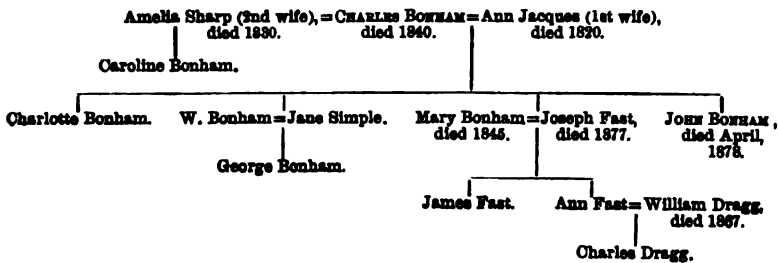 Amelia Sharp (2nd wife), = CHARLES BONHAM = Ann Jacques (1st wife),
died 1830. died 1840. died 1820.
Caroline Bonham.
Charlotte Bonham. W. Bonham = Jane Simple. Mary Bonham = Joseph Fast, JOHN BONHAM,
died 1845. died 1877. died April,
1878.
George Bonham.
James Fast. Ann Fast = William Dragg,
died 1867.
Charles Dragg.